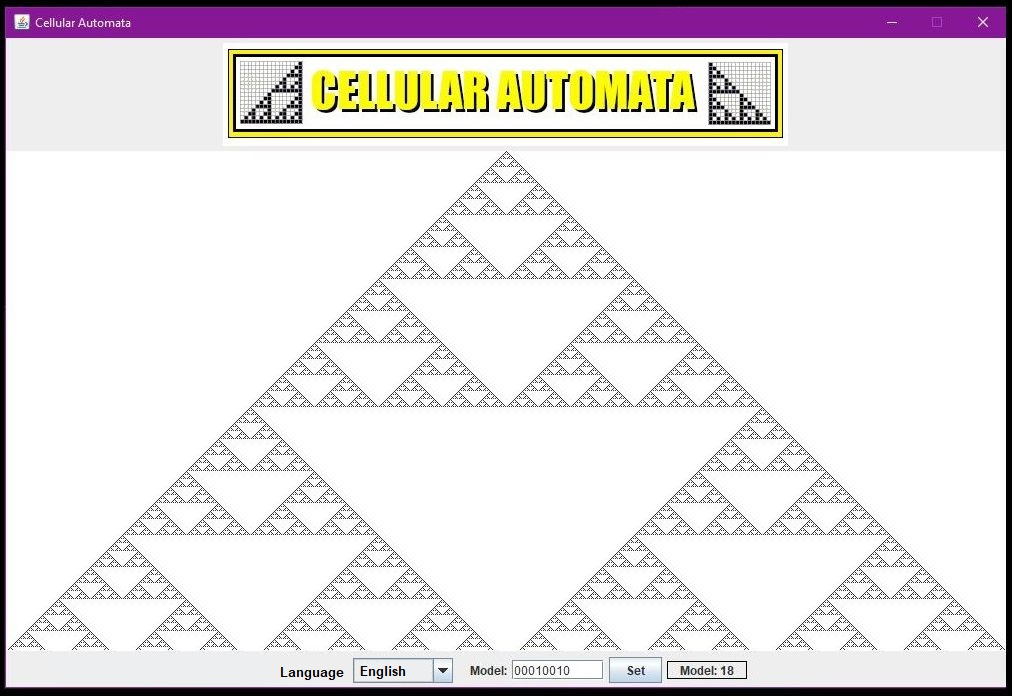 Cellular Automata
CELLULAR AUTOMATA
Language English Model: 00010010 Set Model: 18